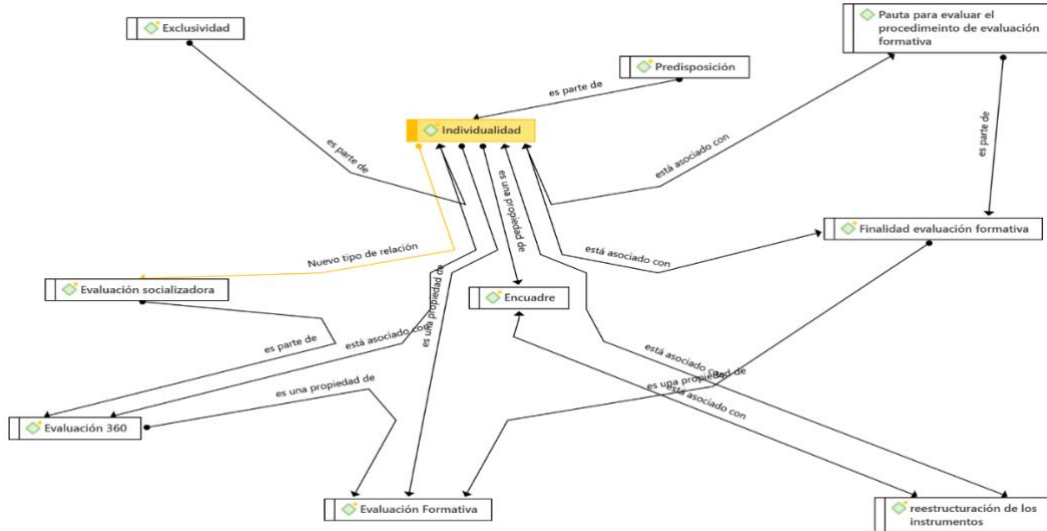 Exclusividad
Pauta para evaluar el
procedimeinto de evaluación
formativa
Predisposición
es parte de
Individualidad
es parte de
está asociado con
es parte de
es una propiedad de
Finalidad evaluación formativa
Nuevo tipo de relación
está asociado con
Evaluación socializadora
Encuadre
es una propiedad de
está asociado con
es parte de
está asociado con
es una propiedad de
es una propiedad de
está asociado con
Evaluación 360
Evaluación Formativa
reestructuración de los
instrumentos